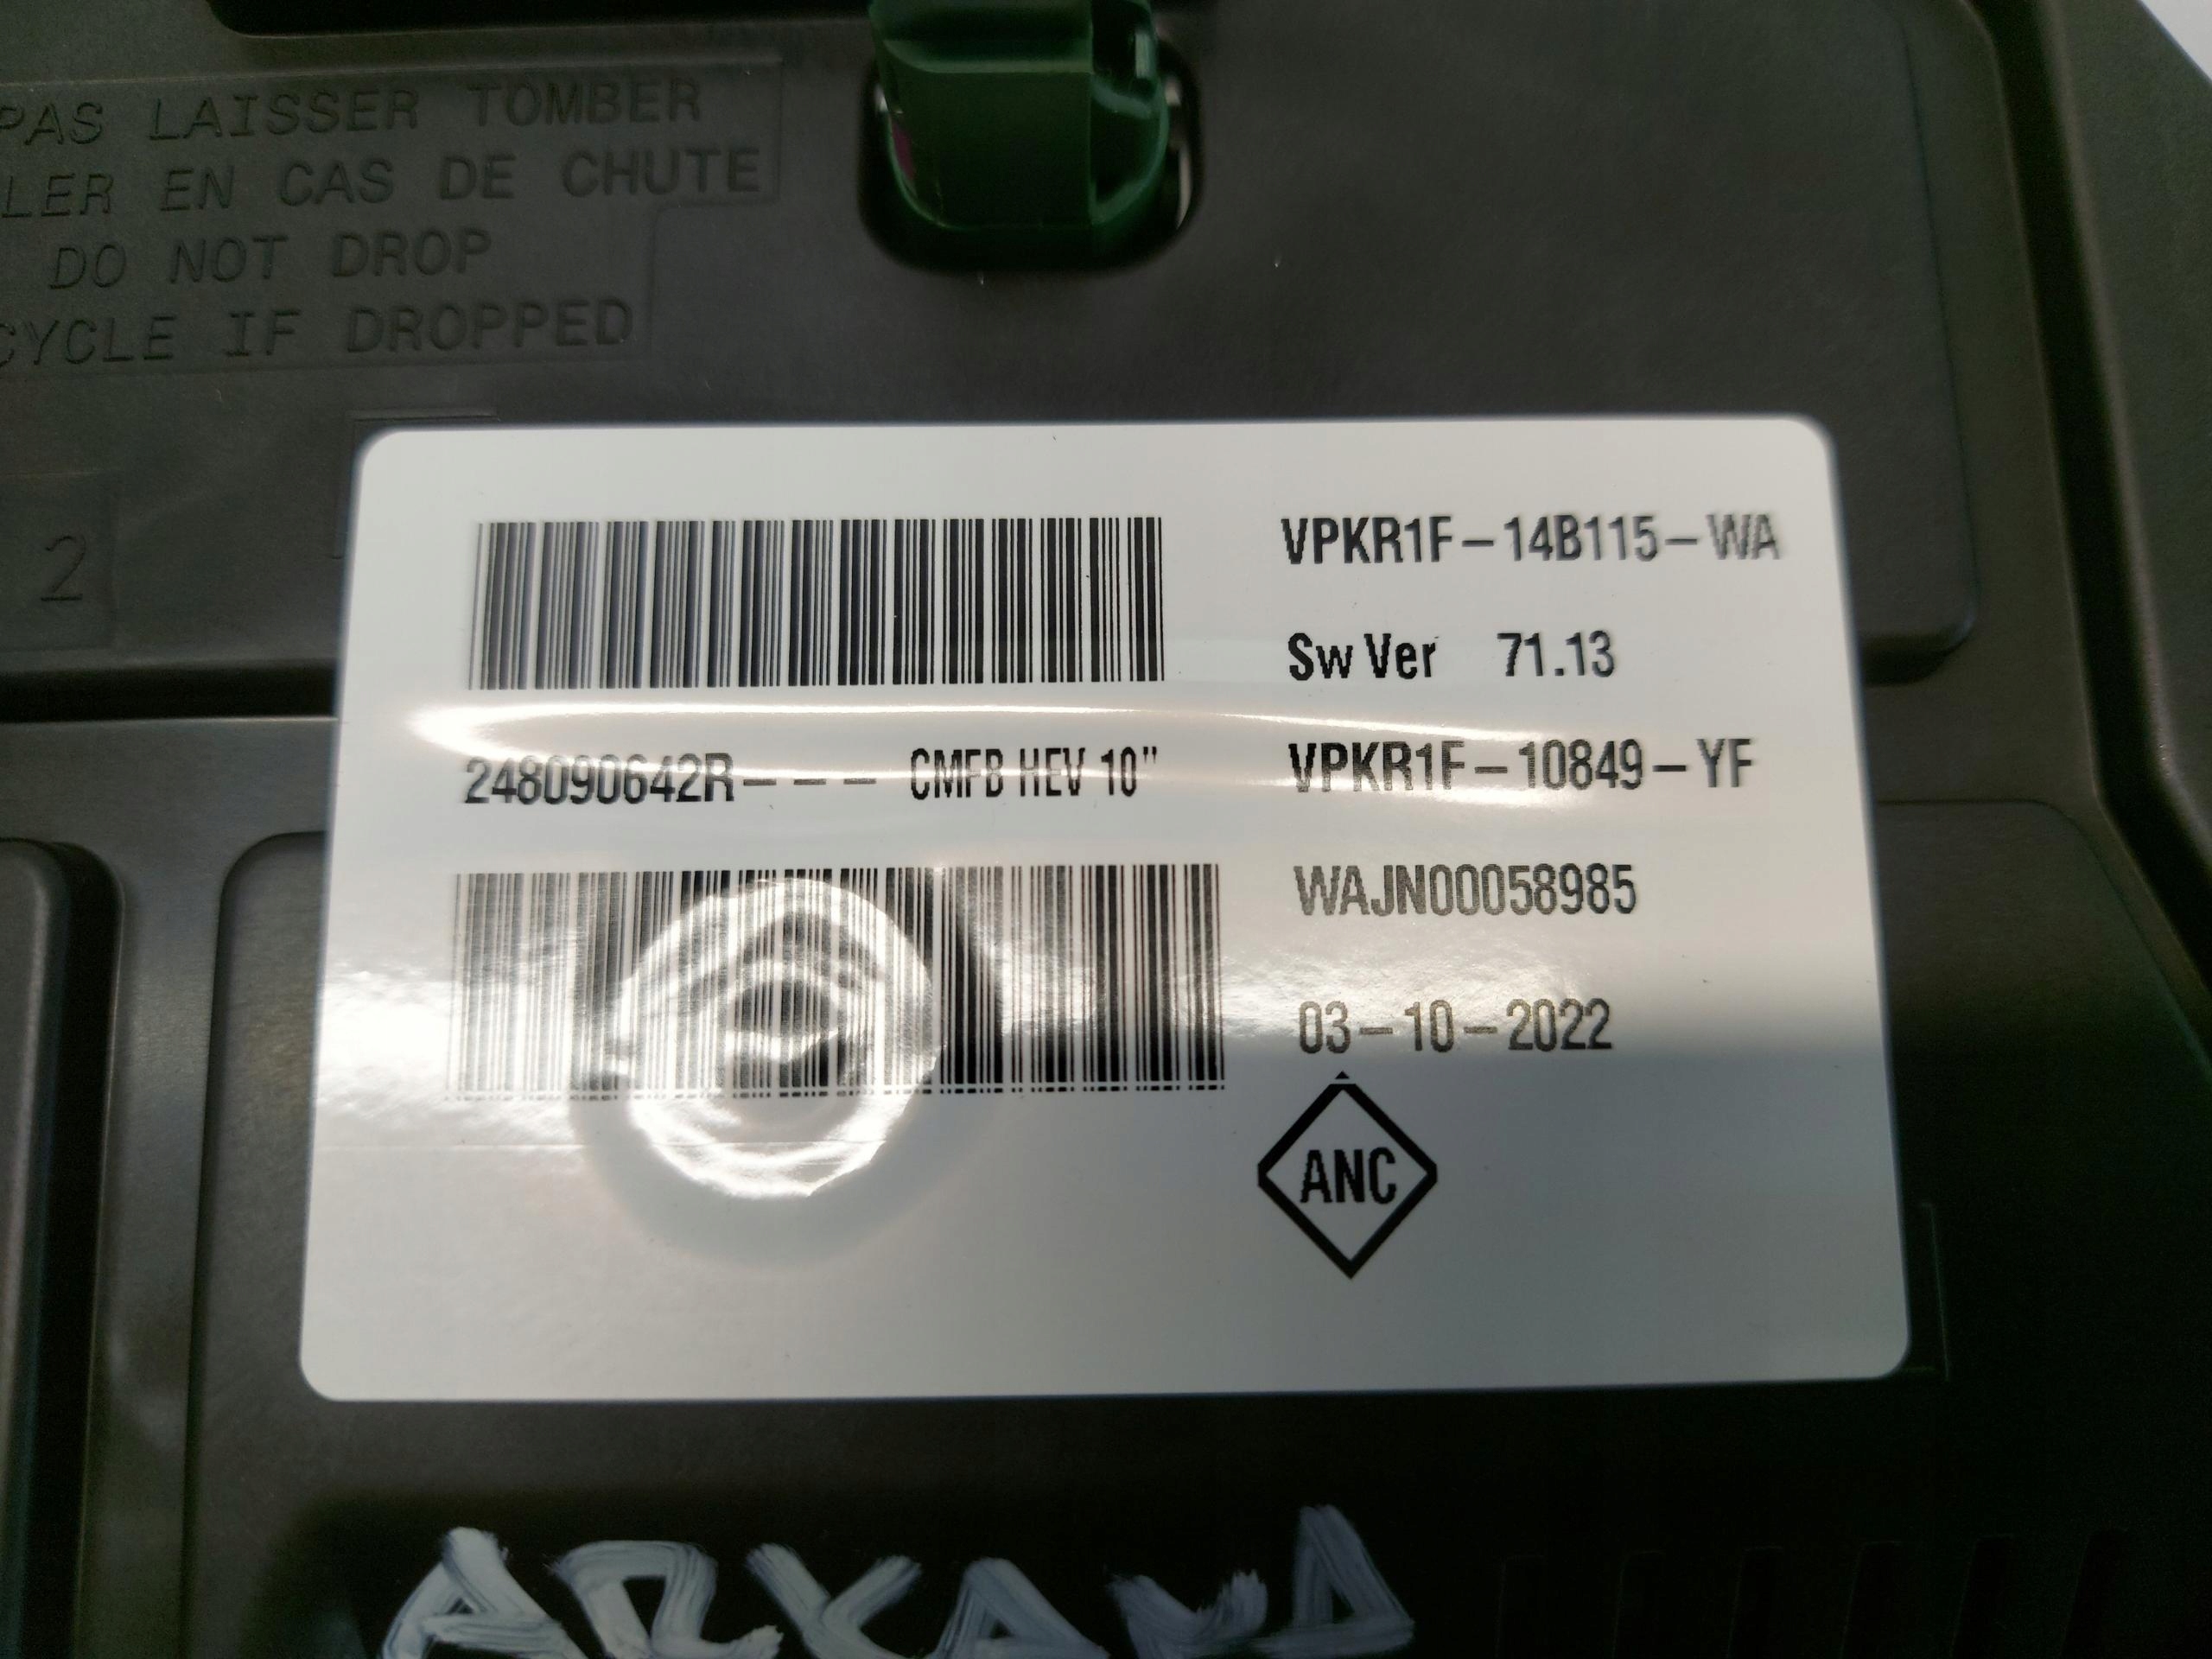 PAS LAISSER TOMBER
LER EN CAS DE CHUTE
DO NOT DROP
CYCLE IF DROPPED
2
VPKR1F-14B115-WA
Sw Ver 71.13
248090642R--- CMFB HEV 10"
VPKR1F-10849-YF
WAJN00058985
03-10-2022
ANC
ARKANA